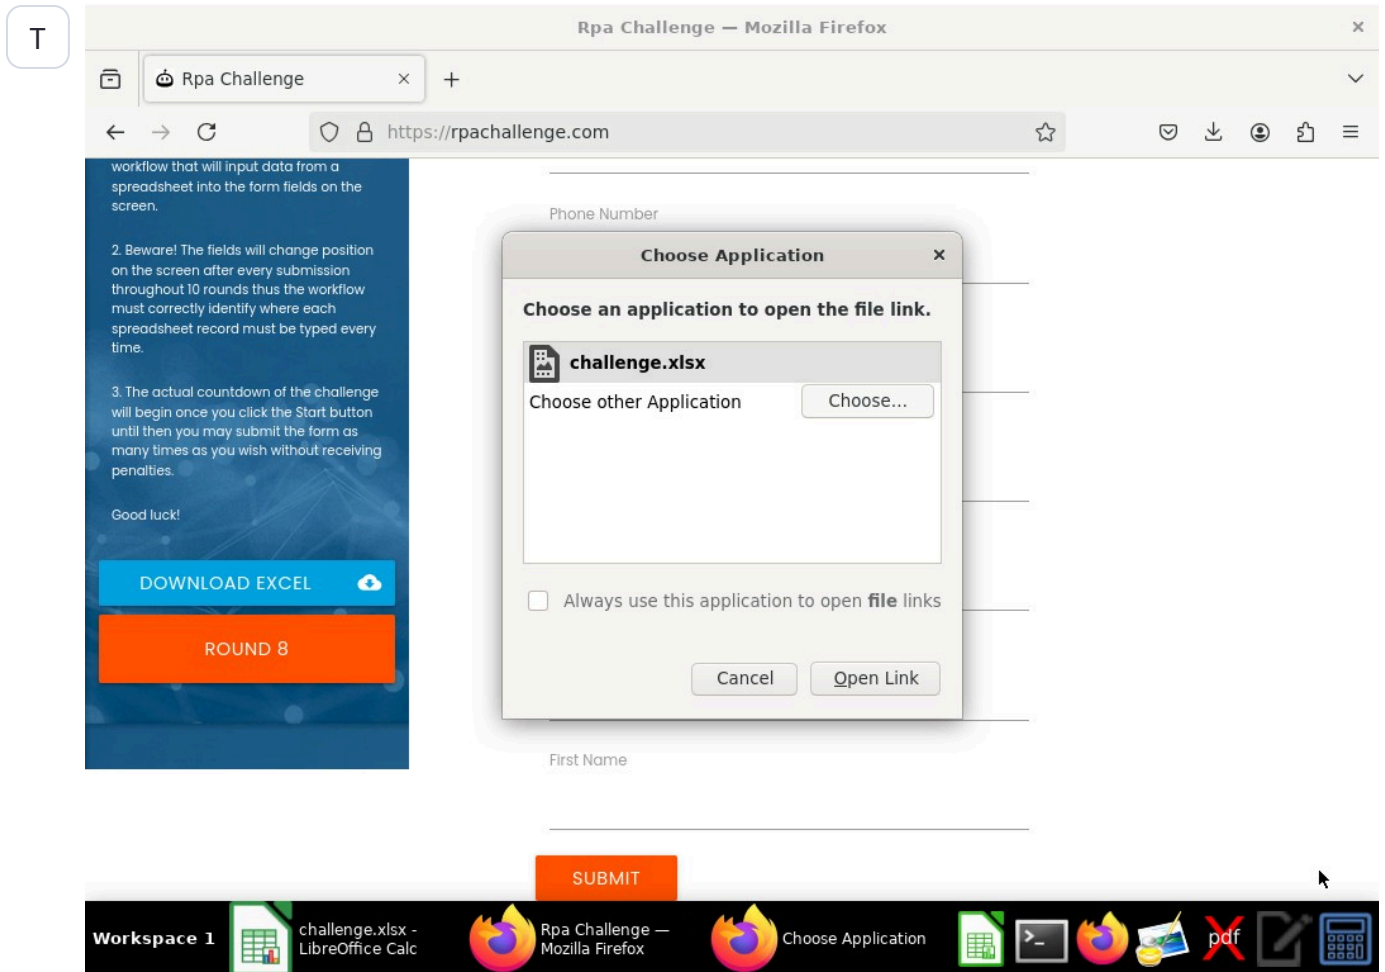 T
Rpa Challenge — Mozilla Firefox
Rpa Challenge
https://rpachallenge.com
workflow that will input data from a
spreadsheet into the form fields on the
screen.
2. Beware! The fields will change position
on the screen after every submission
throughout 10 rounds thus the workflow
must correctly identify where each
spreadsheet record must be typed every
time.
3. The actual countdown of the challenge
will begin once you click the Start button
until then you may submit the form as
many times as you wish without receiving
penalties.
Good luck!
DOWNLOAD EXCEL
ROUND 8
Phone Number
Choose Application
Choose an application to open the file link.
challenge.xlsx
Choose other Application
Choose...
Always use this application to open file links
Cancel
Open Link
First Name
SUBMIT
Workspace 1
challenge.xlsx -
LibreOffice Calc
Rpa Challenge —
Mozilla Firefox
Choose Application
pdf